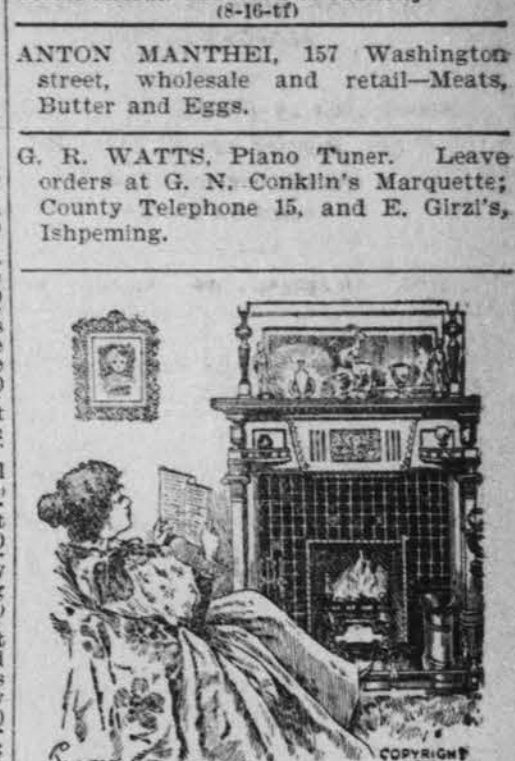 (8-16-tf)
ANTON MANTHEI, 157 Washington
street, wholesale and retail—Meats,
Butter and Eggs.
G. R. WATTS, Piano Tuner. Leave
orders at G. N. Conklin's Marquette;
County Telephone 15, and E. Girzi's,
Ishpeming.
COPYRIGHT